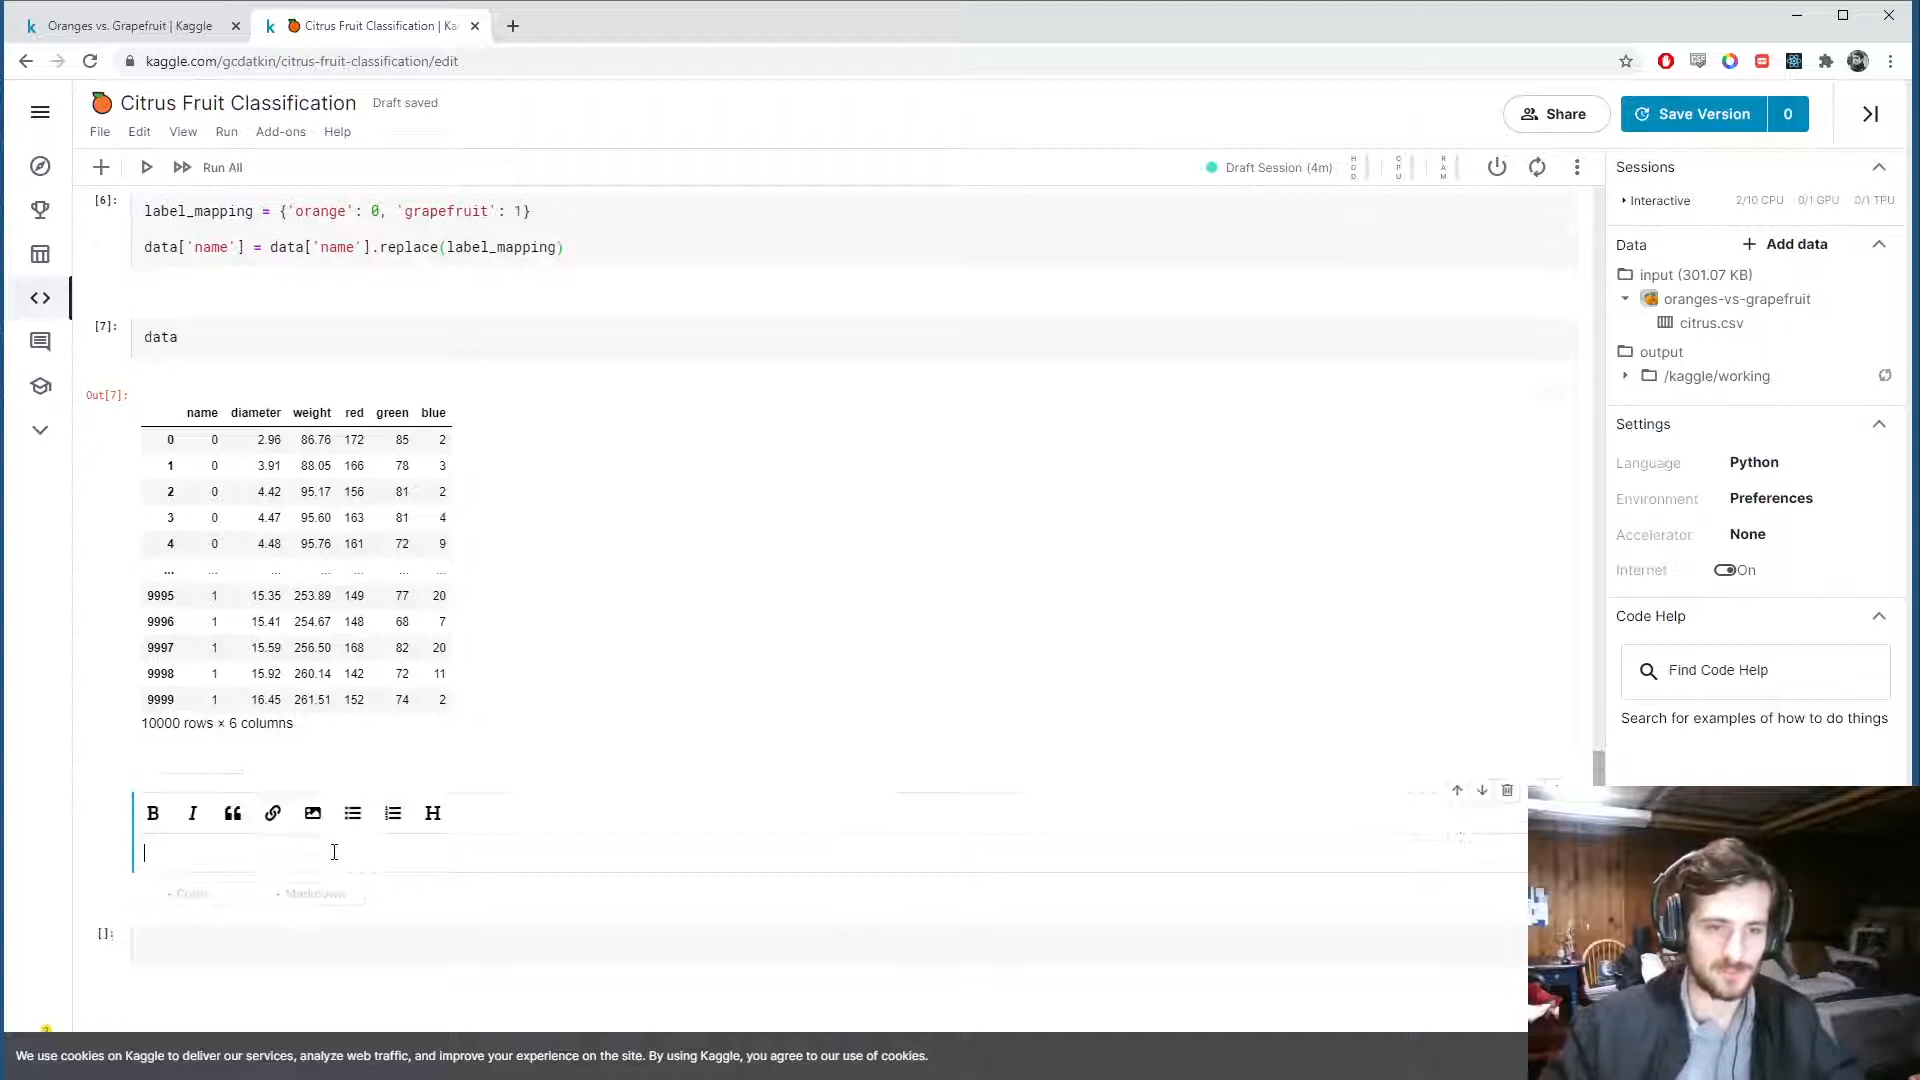 Oranges vs. Grapefruit | Kaggle
Citrus Fruit Classification | Ka
kaggle.com/gcdatkin/citrus-fruit-classification/edit
Citrus Fruit Classification
Draft saved
File Edit View Run Add-ons Help
Share
Save Version 0
Run All
Draft Session (4m)
HDD
CPU
RAM
[6]:
label_mapping = {'orange': 0, 'grapefruit': 1}
data['name'] = data['name'].replace(label_mapping)
[7]:
data
Out[7]:
name diameter weight red green blue
0 0 2.96 86.76 172 85 2
1 0 3.91 88.05 166 78 3
2 0 4.42 95.17 156 81 2
3 0 4.47 95.60 163 81 4
4 0 4.48 95.76 161 72 9
... ... ... ... ... ... ...
9995 1 15.35 253.89 149 77 20
9996 1 15.41 254.67 148 68 7
9997 1 15.59 256.50 168 82 20
9998 1 15.92 260.14 142 72 11
9999 1 16.45 261.51 152 74 2
10000 rows × 6 columns
B I H
+ Code + Markdown
[]:
Sessions
Interactive 2/10 CPU 0/1 GPU 0/1 TPU
Data + Add data
input (301.07 KB)
oranges-vs-grapefruit
citrus.csv
output
/kaggle/working
Settings
Language Python
Environment Preferences
Accelerator None
Internet On
Code Help
Find Code Help
Search for examples of how to do things
We use cookies on Kaggle to deliver our services, analyze web traffic, and improve your experience on the site. By using Kaggle, you agree to our use of cookies.